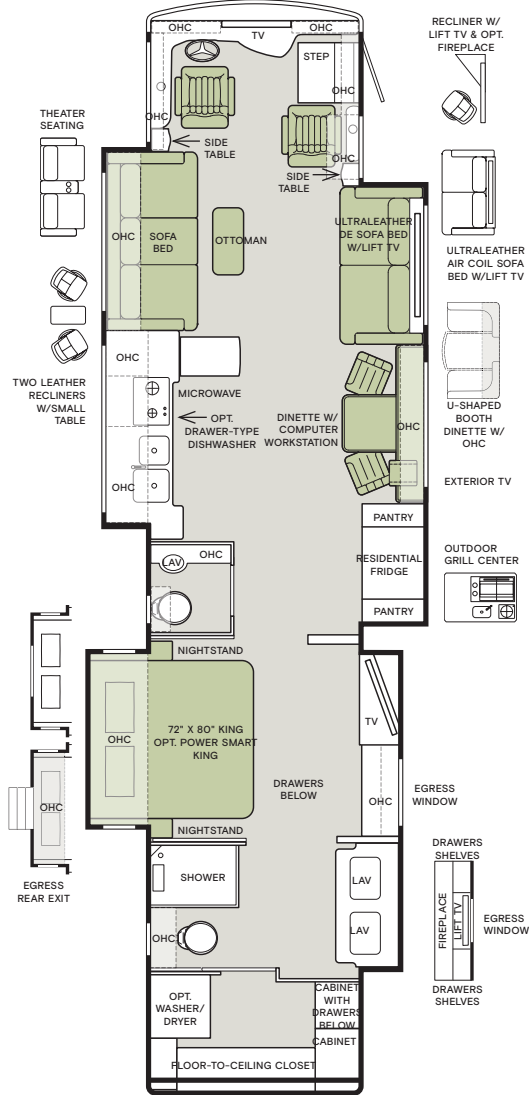 OHC
TV
OHC
RECLINER W/
LIFT TV & OPT.
FIREPLACE
STEP
OHC
OHC
THEATER
SEATING
SIDE
TABLE
OHC
SIDE
TABLE
OHC
SOFA
BED
OTTOMAN
ULTRALEATHER
DE SOFA BED
W/LIFT TV
ULTRALEATHER
AIR COIL SOFA
BED W/LIFT TV
OHC
TWO LEATHER
RECLINERS
W/SMALL
TABLE
MICROWAVE
OPT.
DRAWER-TYPE
DISHWASHER
DINETTE W/
COMPUTER
WORKSTATION
OHC
U-SHAPED
BOOTH
DINETTE W/
OHC
OHC
EXTERIOR TV
PANTRY
LAV
OHC
RESIDENTIAL
FRIDGE
OUTDOOR
GRILL CENTER
PANTRY
NIGHTSTAND
OHC
72" X 80" KING
OPT. POWER SMART
KING
TV
DRAWERS
BELOW
OHC
EGRESS
WINDOW
OHC
NIGHTSTAND
EGRESS
REAR EXIT
SHOWER
LAV
LAV
OHC
DRAWERS
SHELVES
FIREPLACE
LIFT TV
EGRESS
WINDOW
DRAWERS
SHELVES
OPT.
WASHER/
DRYER
CABINET
WITH
DRAWERS
BELOW
CABINET
FLOOR-TO-CEILING CLOSET